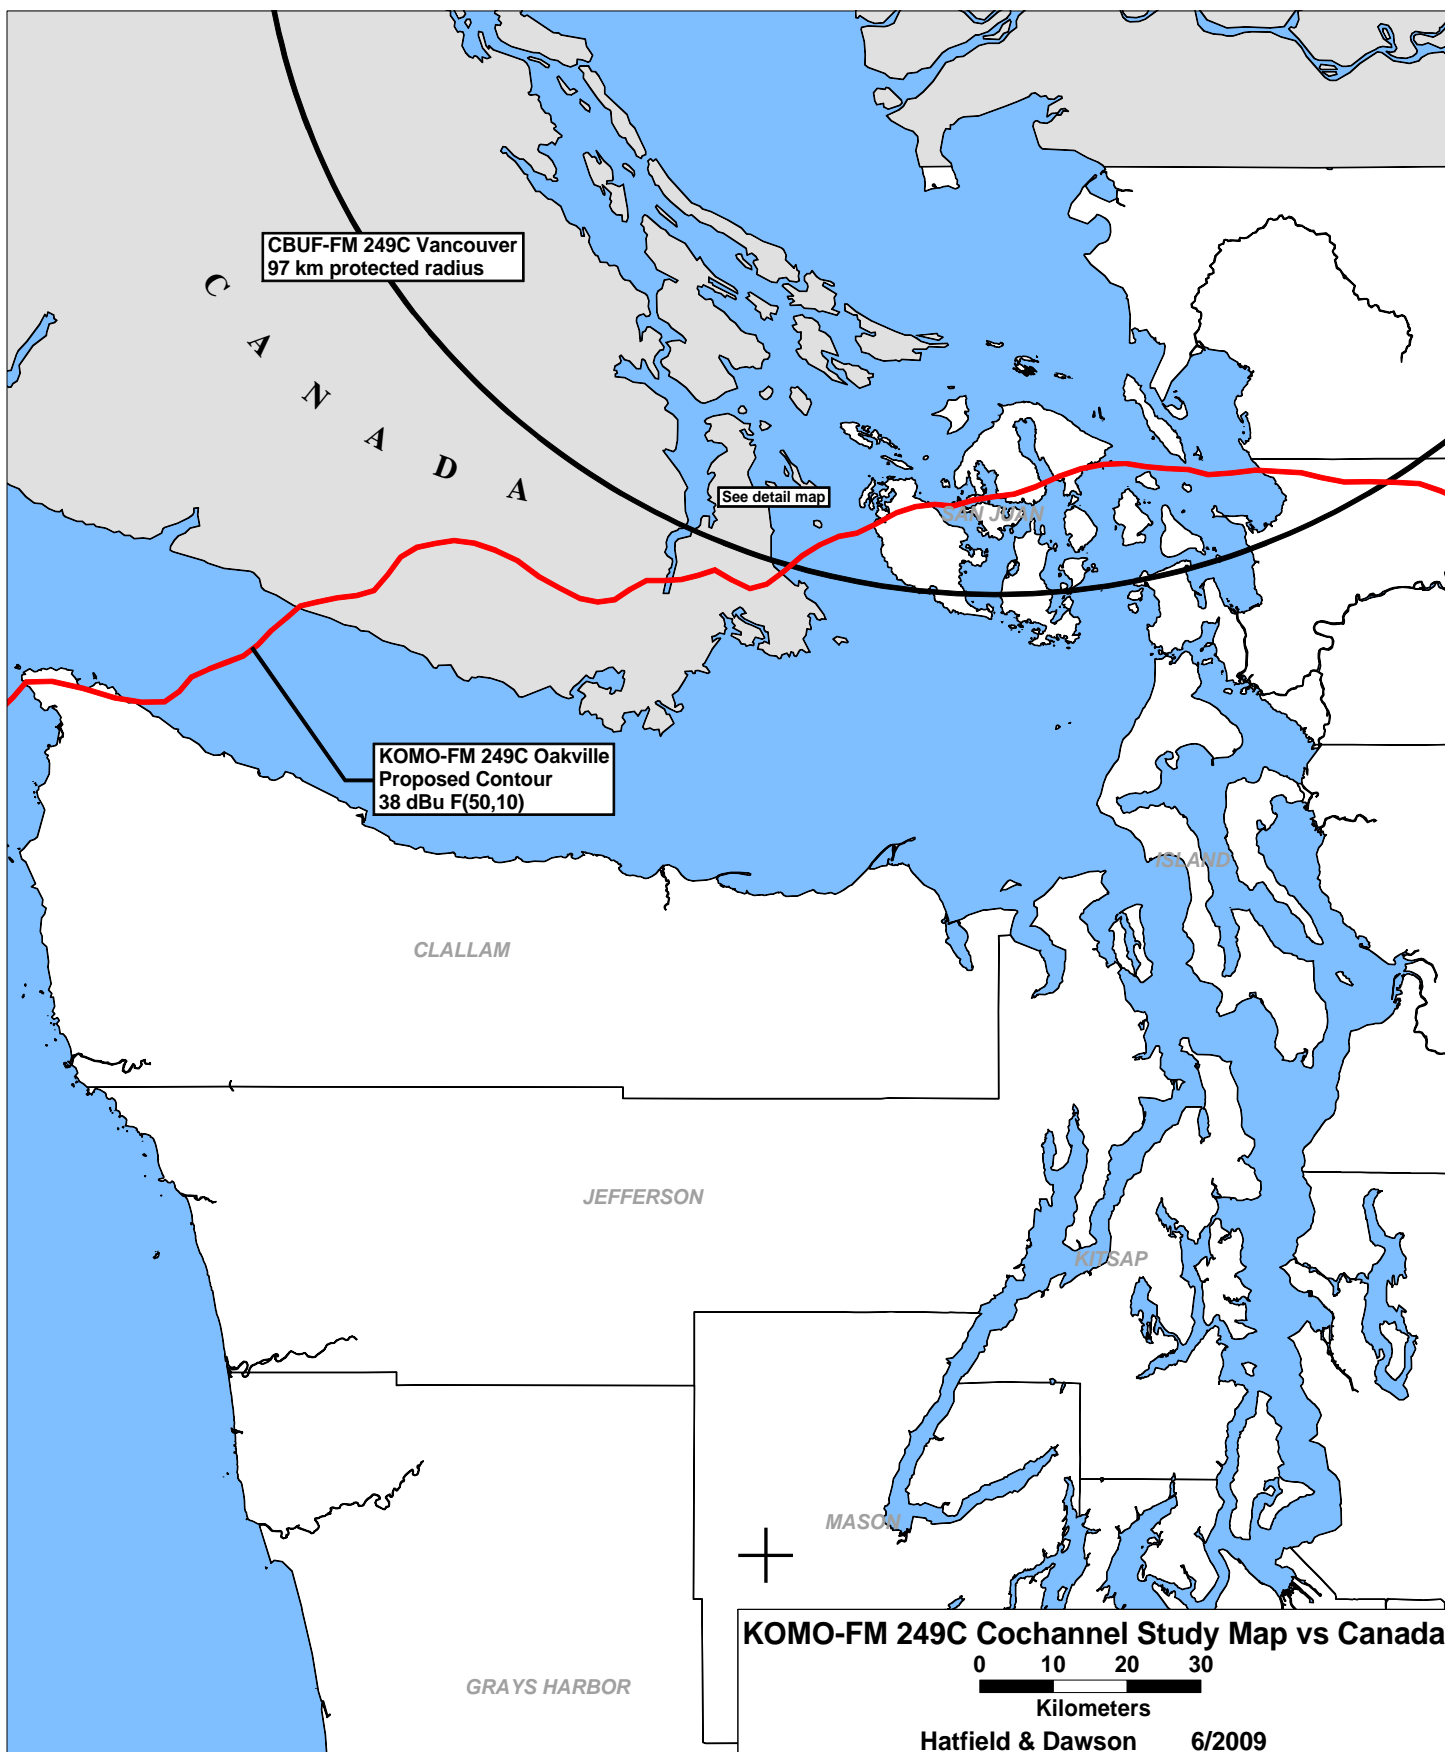 CBUF-FM 249C Vancouver
97 km protected radius
CANADA
See detail map
SAN JUAN
KOMO-FM 249C Oakville
Proposed Contour
38 dBu F(50,10)
ISLAND
CLALLAM
JEFFERSON
KITSAP
MASON
GRAYS HARBOR
KOMO-FM 249C Cochannel Study Map vs Canada
0 10 20 30
Kilometers
Hatfield & Dawson 6/2009